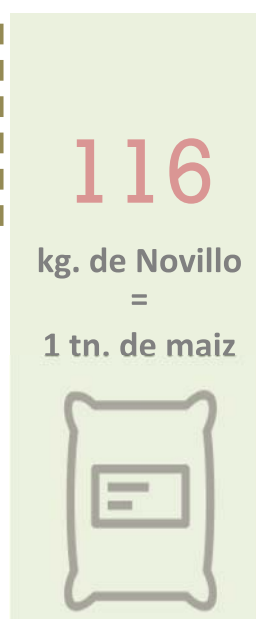 116
kg. de Novillo
=
1 tn. de maiz